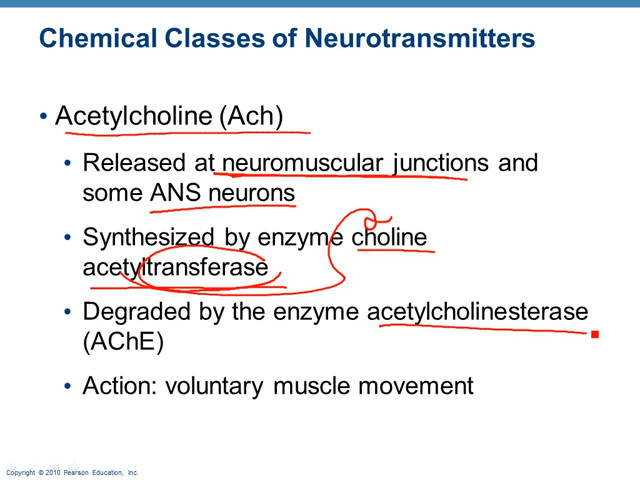 Chemical Classes of Neurotransmitters
• Acetylcholine (Ach)
• Released at neuromuscular junctions and
some ANS neurons
• Synthesized by enzyme choline
acetyltransferase
• Degraded by the enzyme acetylcholinesterase
(AChE)
• Action: voluntary muscle movement
Copyright © 2010 Pearson Education, Inc.